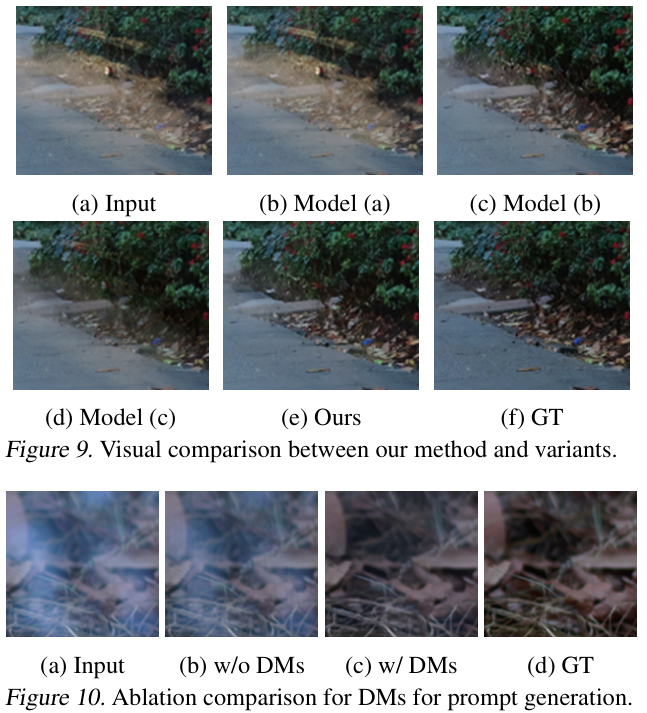 (a) Input (b) Model (a) (c) Model (b)
(d) Model (c) (e) Ours (f) GT
Figure 9. Visual comparison between our method and variants.
(a) Input (b) w/o DMs (c) w/ DMs (d) GT
Figure 10. Ablation comparison for DMs for prompt generation.